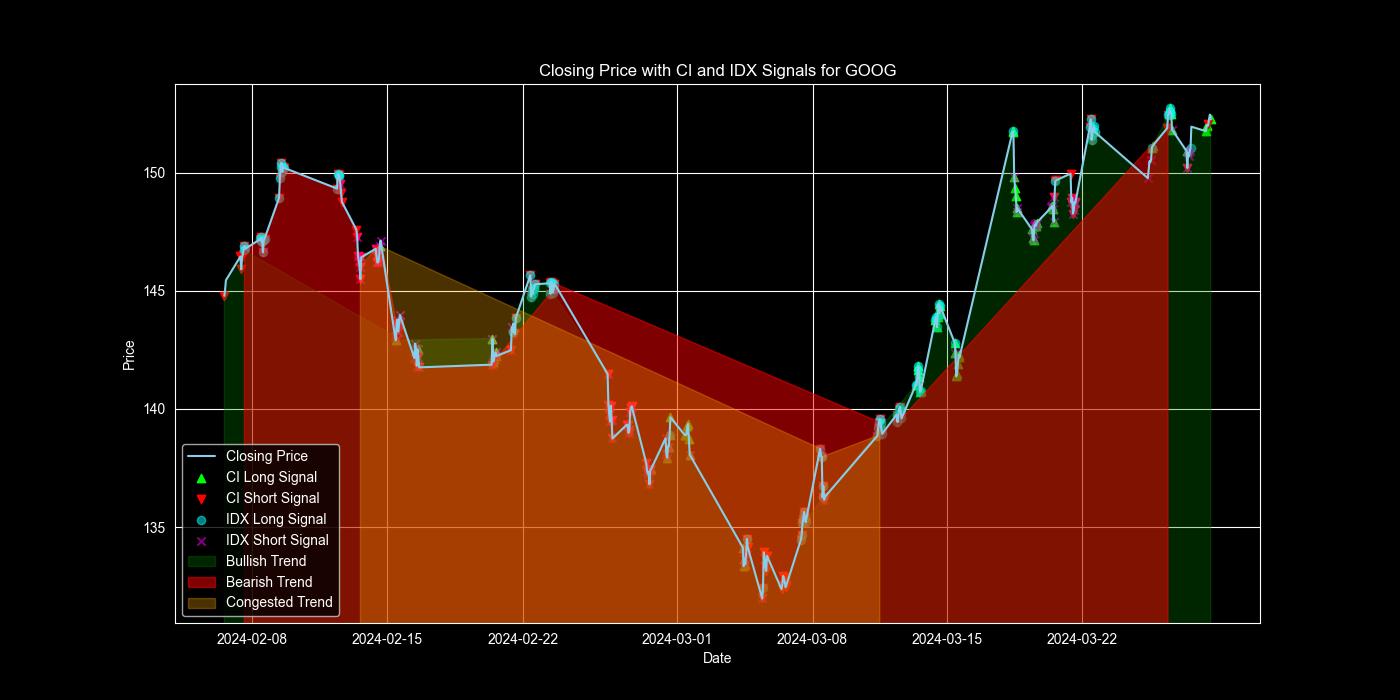 Closing Price with CI and IDX Signals for GOOG
Price
150
145
140
135
Closing Price
CI Long Signal
CI Short Signal
IDX Long Signal
IDX Short Signal
Bullish Trend
Bearish Trend
Congested Trend
2024-02-08 2024-02-15 2024-02-22 2024-03-01 2024-03-08 2024-03-15 2024-03-22
Date